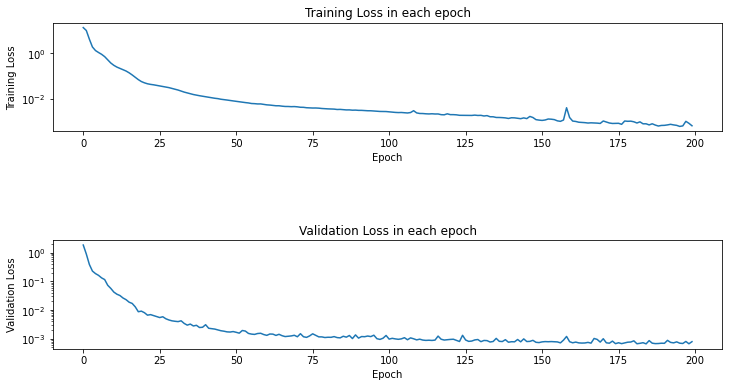 Training Loss in each epoch
10⁰
10⁻²
Training Loss
0 25 50 75 100 125 150 175 200
Epoch
Validation Loss in each epoch
10⁰
10⁻¹
10⁻²
10⁻³
Validation Loss
0 25 50 75 100 125 150 175 200
Epoch